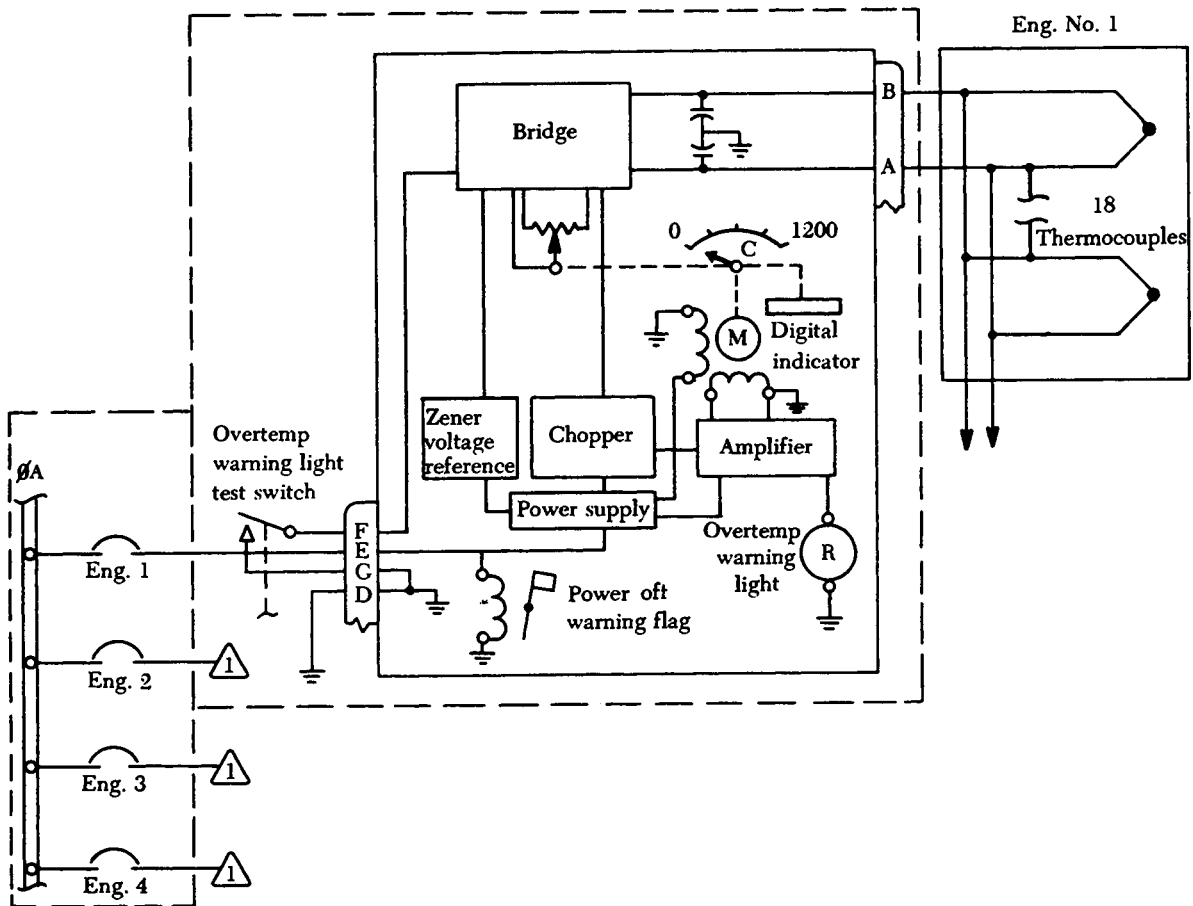 Eng. No. 1
B
Bridge
A
18
Thermocouples
0
1200
C
M
Digital
indicator
Zener
voltage
reference
Chopper
Amplifier
Overtemp
warning light
test switch
ØA
Power supply
F
E
G
D
Overtemp
warning
light
R
Eng. 1
Power oft
warning flag
Eng. 2
1
Eng. 3
1
Eng. 4
1